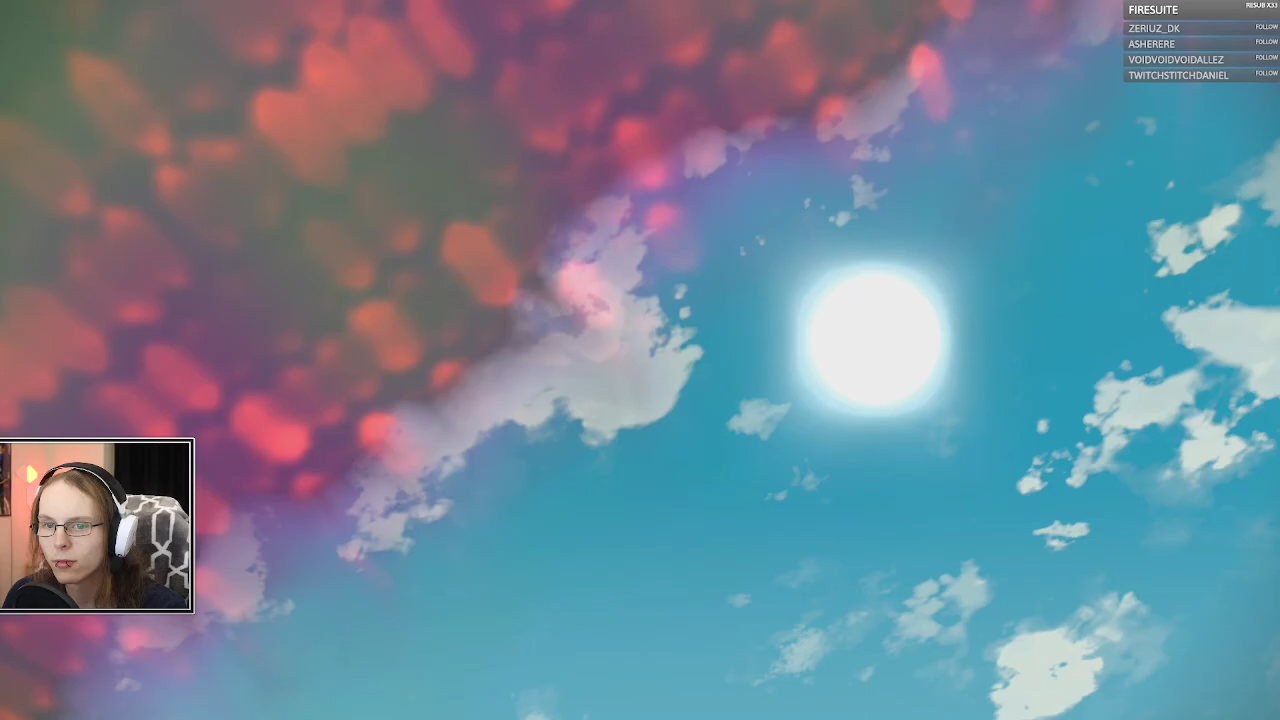 FIRESUITE RESUB X33
ZERIUZ_DK FOLLOW
ASHERERE FOLLOW
VOIDVOIDVOIDALLEZ FOLLOW
TWITCHSTITCHDANIEL FOLLOW